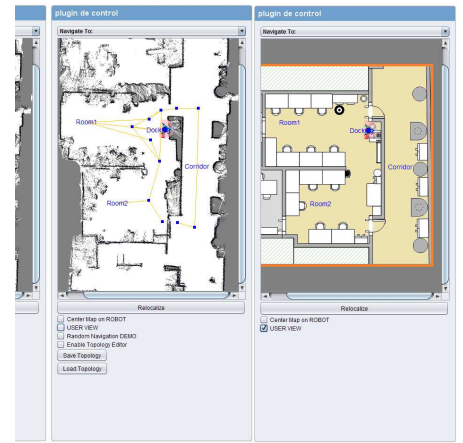 plugin de control
Navigate To:
Room1
Dock
Corridor
Room2
Relocalize
Center Map on ROBOT
USER VIEW
Random Navigation DEMO
Enable Topology Editor
Save Topology
Load Topology
plugin de control
Navigate To:
Room1
Dock
Corridor
Room2
Relocalize
Center Map on ROBOT
USER VIEW